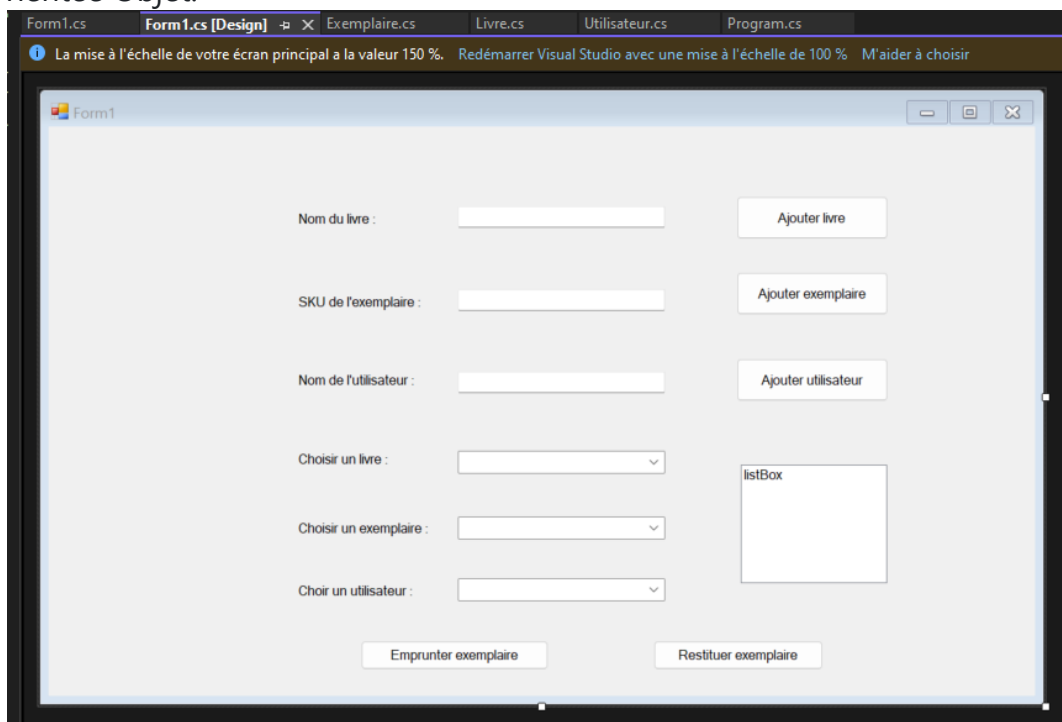 Form1.cs Form1.cs [Design] Exemplaire.cs Livre.cs Utilisateur.cs Program.cs
La mise à l'échelle de votre écran principal a la valeur 150 %. Redémarrer Visual Studio avec une mise à l'échelle de 100 % M'aider à choisir
Form1
Nom du livre : Ajouter livre
SKU de l'exemplaire : Ajouter exemplaire
Nom de l'utilisateur : Ajouter utilisateur
Choisir un livre :
listBox
Choisir un exemplaire :
Choir un utilisateur :
Emprunter exemplaire Restituer exemplaire